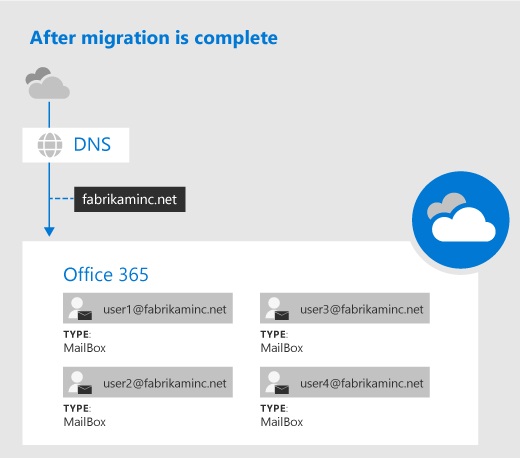 After migration is complete
DNS
fabrikaminc.net
Office 365
user1@fabrikaminc.net
TYPE:
MailBox
user3@fabrikaminc.net
TYPE:
MailBox
user2@fabrikaminc.net
TYPE:
MailBox
user4@fabrikaminc.net
TYPE:
MailBox